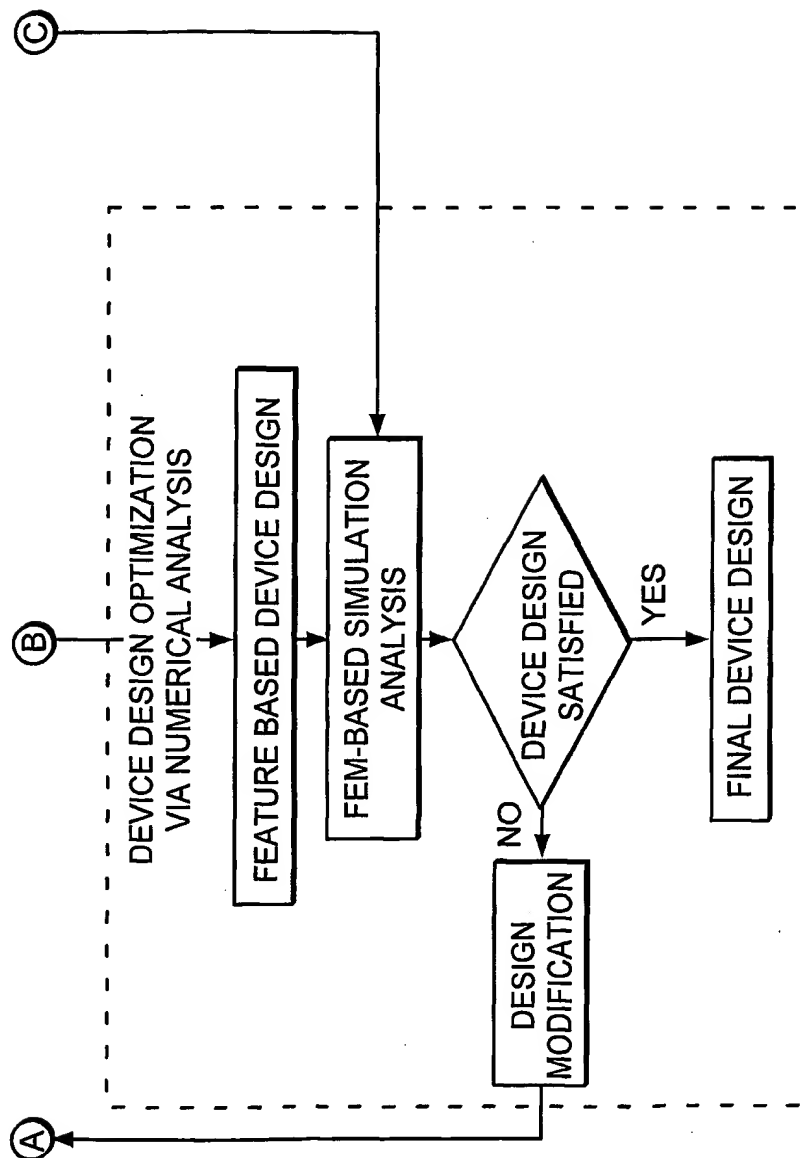 A
B
C
DEVICE DESIGN OPTIMIZATION
VIA NUMERICAL ANALYSIS
FEATURE BASED DEVICE DESIGN
FEM-BASED SIMULATION
ANALYSIS
DEVICE DESIGN
SATISFIED
NO
DESIGN
MODIFICATION
YES
FINAL DEVICE DESIGN